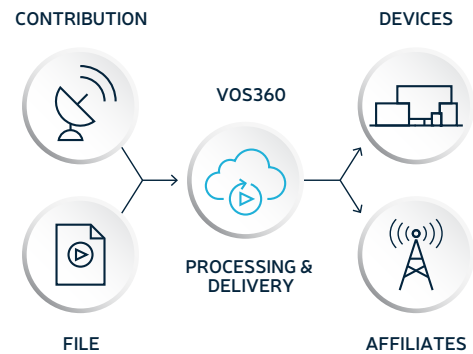 CONTRIBUTION
DEVICES
VOS360
PROCESSING &
DELIVERY
FILE
AFFILIATES